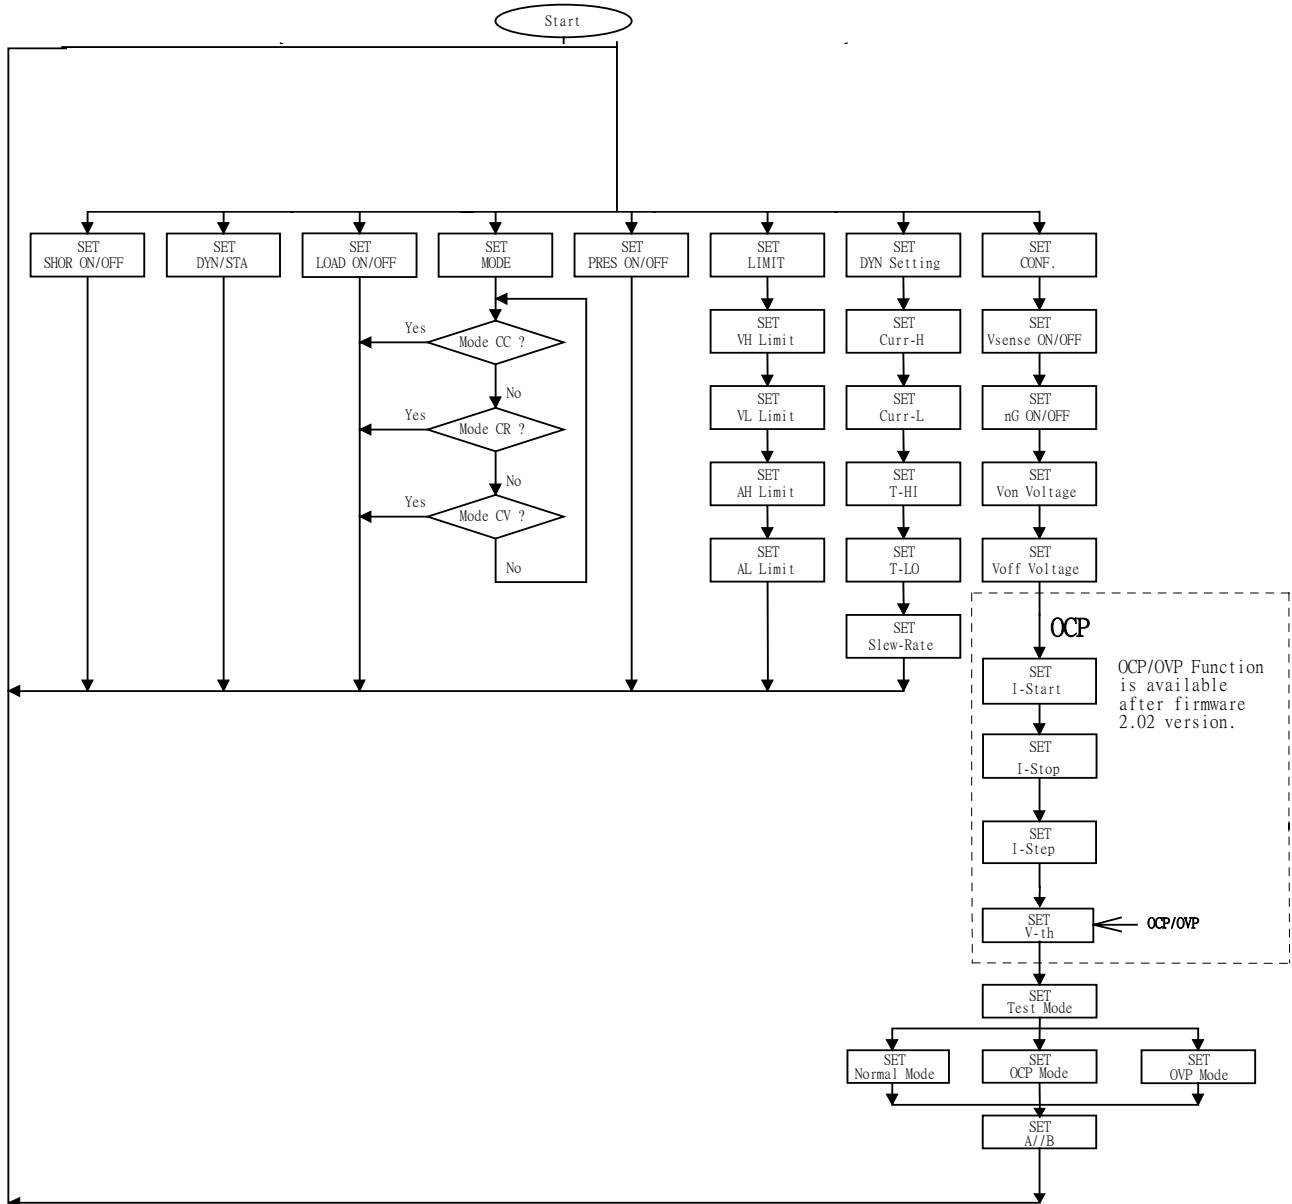 Start
SET
SHOR ON/OFF
SET
DYN/STA
SET
LOAD ON/OFF
SET
MODE
SET
PRES ON/OFF
SET
LIMIT
SET
DYN Setting
SET
CONF.
Yes
Mode CC ?
No
Yes
Mode CR ?
No
Yes
Mode CV ?
No
SET
VH Limit
SET
VL Limit
SET
AH Limit
SET
AL Limit
SET
Curr-H
SET
Curr-L
SET
T-HI
SET
T-LO
SET
Slew-Rate
SET
Vsense ON/OFF
SET
nG ON/OFF
SET
Von Voltage
SET
Voff Voltage
OCP
SET
I-Start
OCP/OVP Function
is available
after firmware
2.02 version.
SET
I-Stop
SET
I-Step
SET
V-th
OCP/OVP
SET
Test Mode
SET
Normal Mode
SET
OCP Mode
SET
OVP Mode
SET
A//B